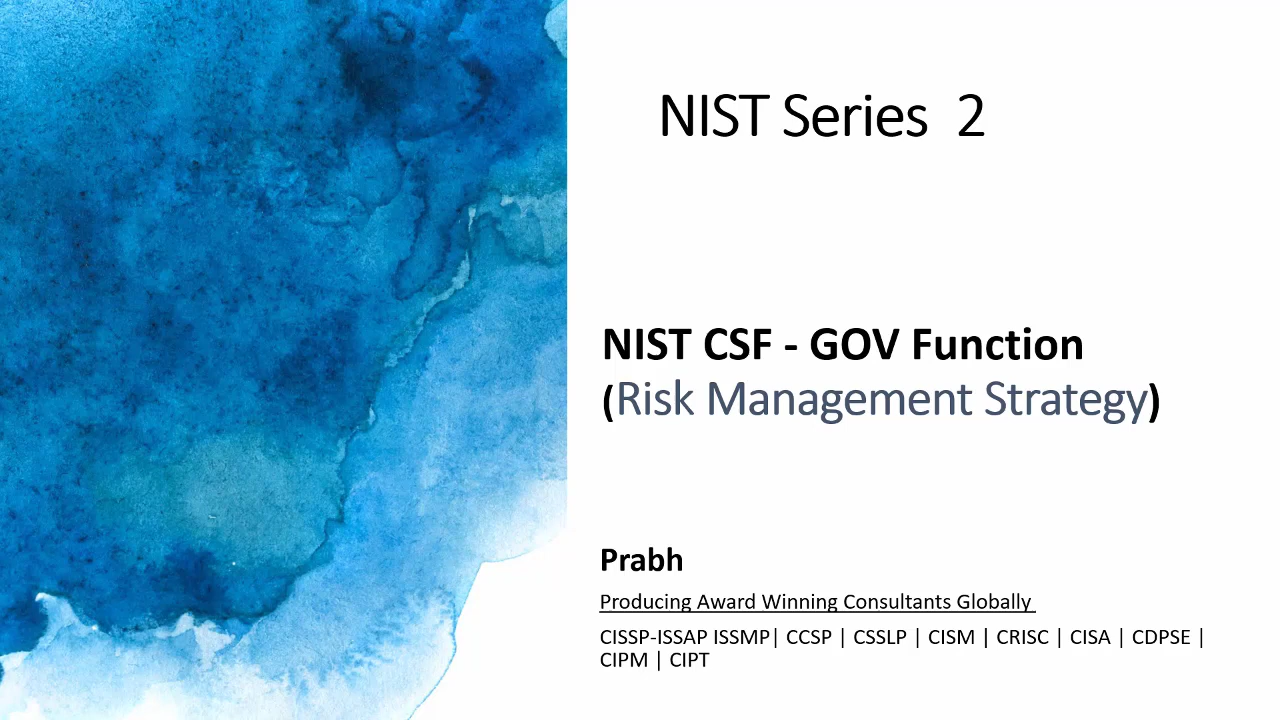 NIST Series 2
NIST CSF - GOV Function
(Risk Management Strategy)
Prabh
Producing Award Winning Consultants Globally
CISSP-ISSAP ISSMP| CCSP | CSSLP | CISM | CRISC | CISA | CDPSE |
CIPM | CIPT